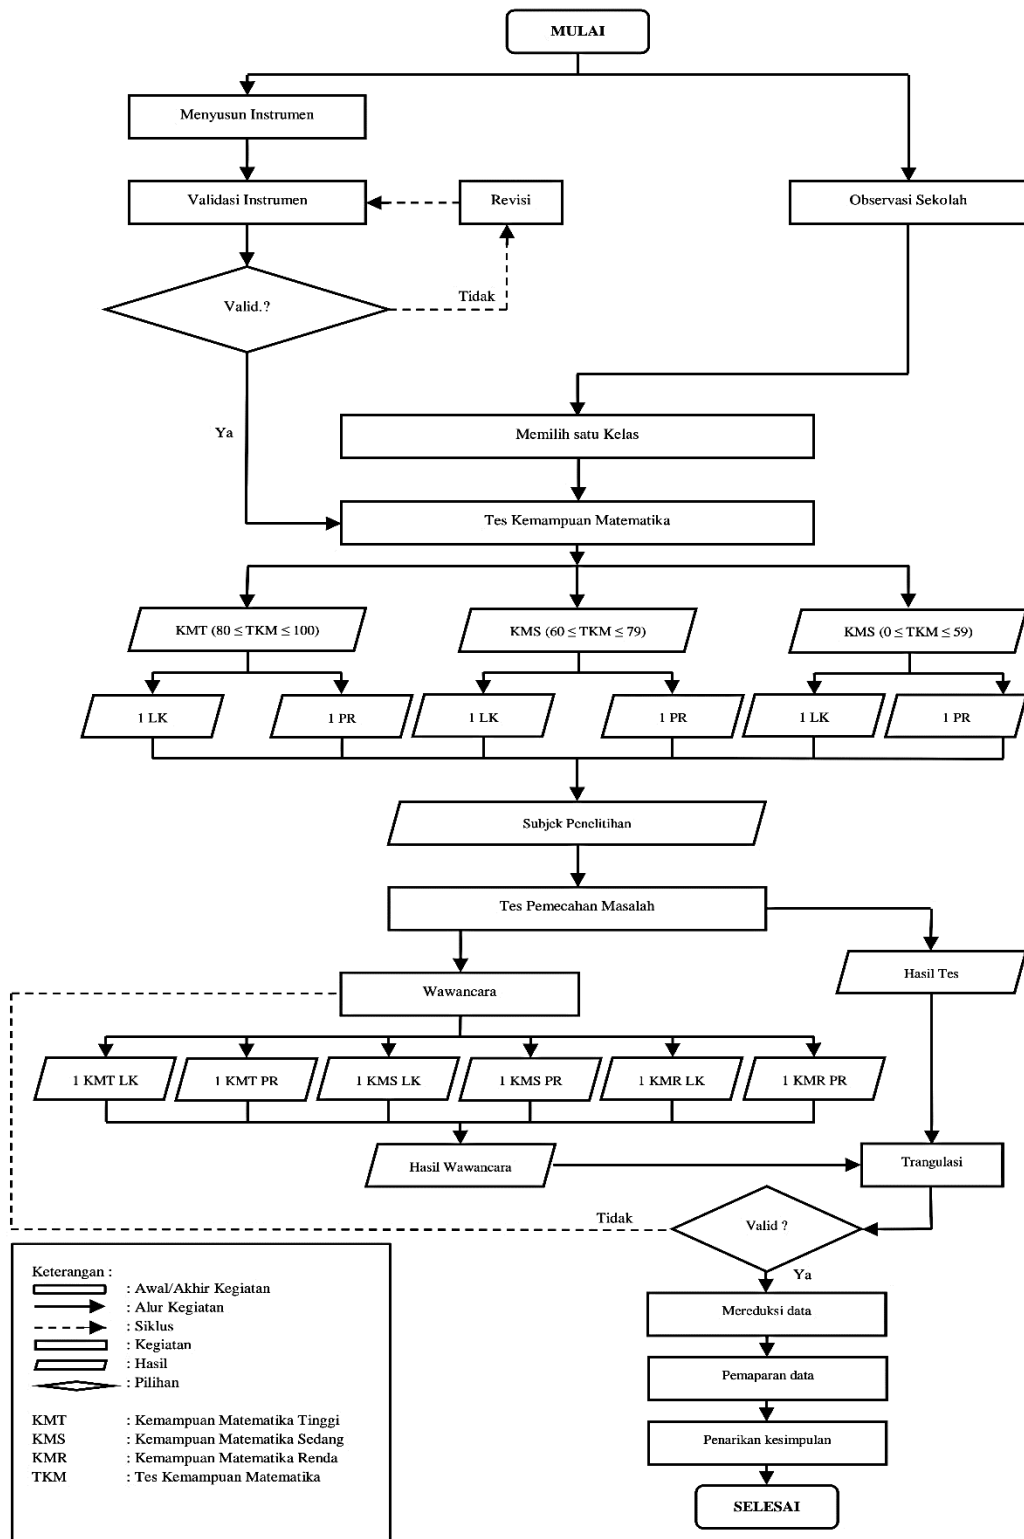 MULAI
Menyusun Instrumen
Validasi Instrumen
Revisi
Observasi Sekolah
Valid.?
Tidak
Ya
Memilih satu Kelas
Tes Kemampuan Matematika
KMT (80 ≤ TKM ≤ 100)
KMS (60 ≤ TKM ≤ 79)
KMS (0 ≤ TKM ≤ 59)
1 LK
1 PR
1 LK
1 PR
1 LK
1 PR
Subjek Penelitihan
Tes Pemecahan Masalah
Hasil Tes
Wawancara
1 KMT LK
1 KMT PR
1 KMS LK
1 KMS PR
1 KMR LK
1 KMR PR
Hasil Wawancara
Trangulasi
Tidak
Valid ?
Ya
Mereduksi data
Pemaparan data
Penarikan kesimpulan
SELESAI
Keterangan :
: Awal/Akhir Kegiatan
: Alur Kegiatan
: Siklus
: Kegiatan
: Hasil
: Pilihan
KMT : Kemampuan Matematika Tinggi
KMS : Kemampuan Matematika Sedang
KMR : Kemampuan Matematika Renda
TKM : Tes Kemampuan Matematika